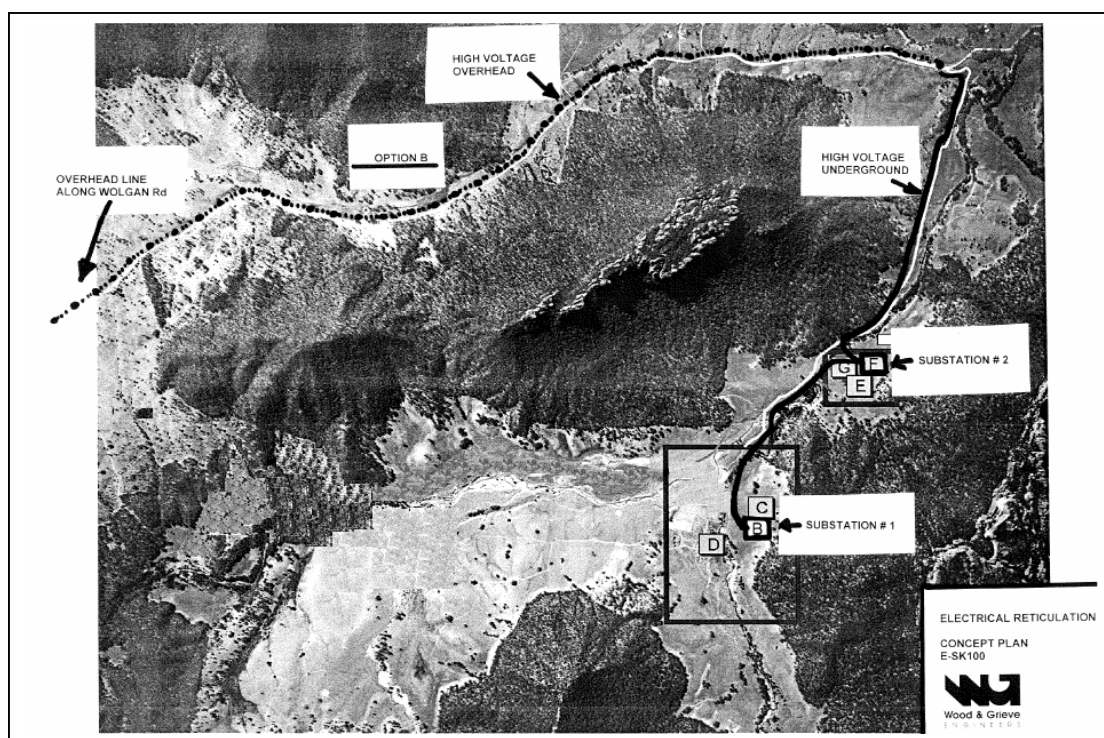 HIGH VOLTAGE
OVERHEAD
OPTION B
OVERHEAD LINE
ALONG WOLGAN Rd
HIGH VOLTAGE
UNDERGROUND
SUBSTATION # 2
G
F
E
SUBSTATION # 1
C
B
D
ELECTRICAL RETICULATION
CONCEPT PLAN
E-SK100
Wood & Grieve
ENGINEERS